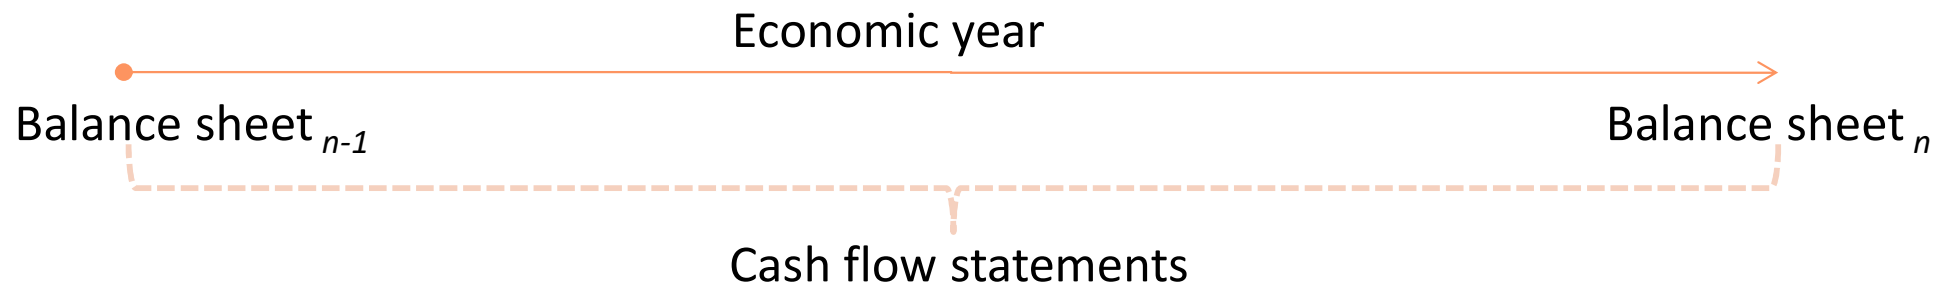 Economic year
Balance sheet n-1
Balance sheet n
Cash flow statements